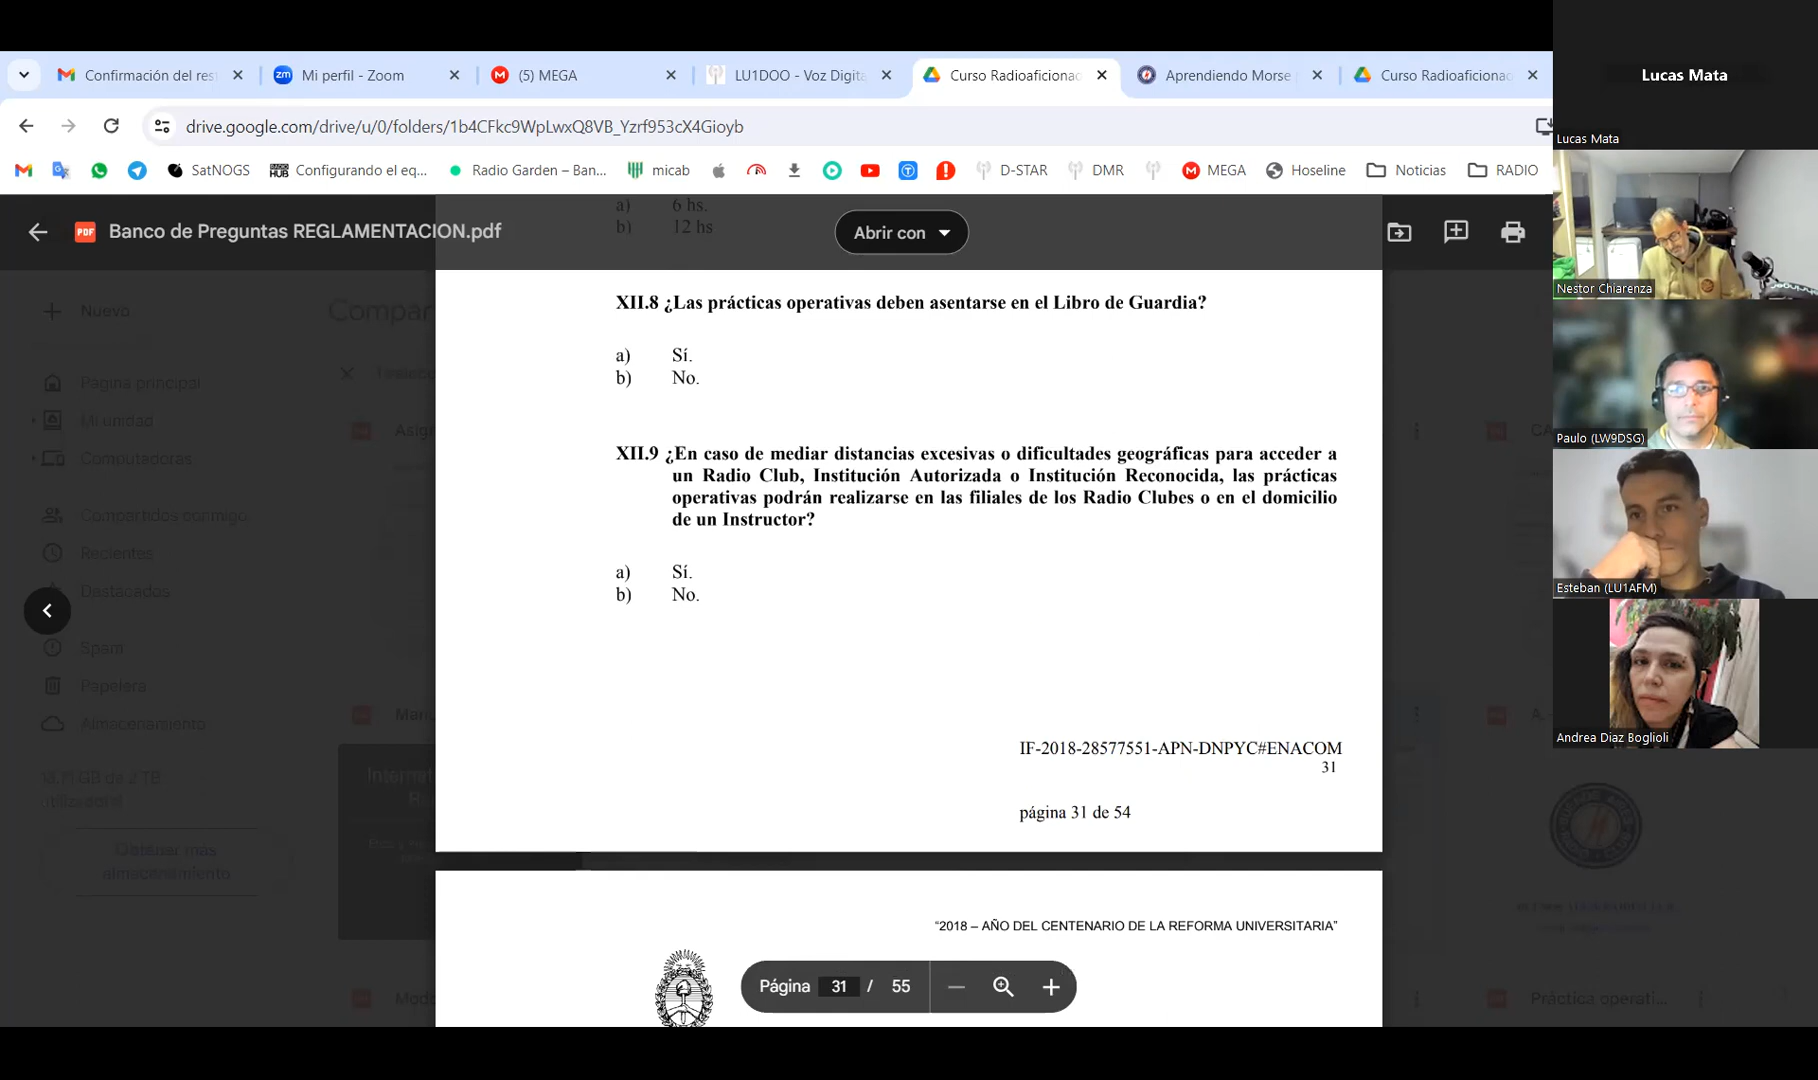 Confirmación del res
Mi perfil - Zoom
(5) MEGA
LU1DOO - Voz Digita
Curso Radioaficionac
Aprendiendo Morse
Curso Radioaficionac
drive.google.com/drive/u/0/folders/1b4CFkc9WpLwxQ8VB_Yzrf953cX4Gioyb
SatNOGS
Configurando el eq...
Radio Garden – Ban...
micab
D-STAR
DMR
MEGA
Hoseline
Noticias
RADIO
a) 6 hs.
b) 12 hs
Banco de Preguntas REGLAMENTACION.pdf
Abrir con
Nuevo
Página principal
Mi unidad
Computadoras
Compartidos conmigo
Recientes
Destacados
Spam
Papelera
Almacenamiento
Obtener más
almacenamiento
XII.8 ¿Las prácticas operativas deben asentarse en el Libro de Guardia?
a) Sí.
b) No.
XII.9 ¿En caso de mediar distancias excesivas o dificultades geográficas para acceder a
un Radio Club, Institución Autorizada o Institución Reconocida, las prácticas
operativas podrán realizarse en las filiales de los Radio Clubes o en el domicilio
de un Instructor?
a) Sí.
b) No.
IF-2018-28577551-APN-DNPYC#ENACOM
31
página 31 de 54
“2018 – AÑO DEL CENTENARIO DE LA REFORMA UNIVERSITARIA”
Página 31 / 55
Práctica operati...
Lucas Mata
Lucas Mata
Nestor Chiarenza
Paulo (LW9DSG)
Esteban (LU1AFM)
Andrea Diaz Boglioli